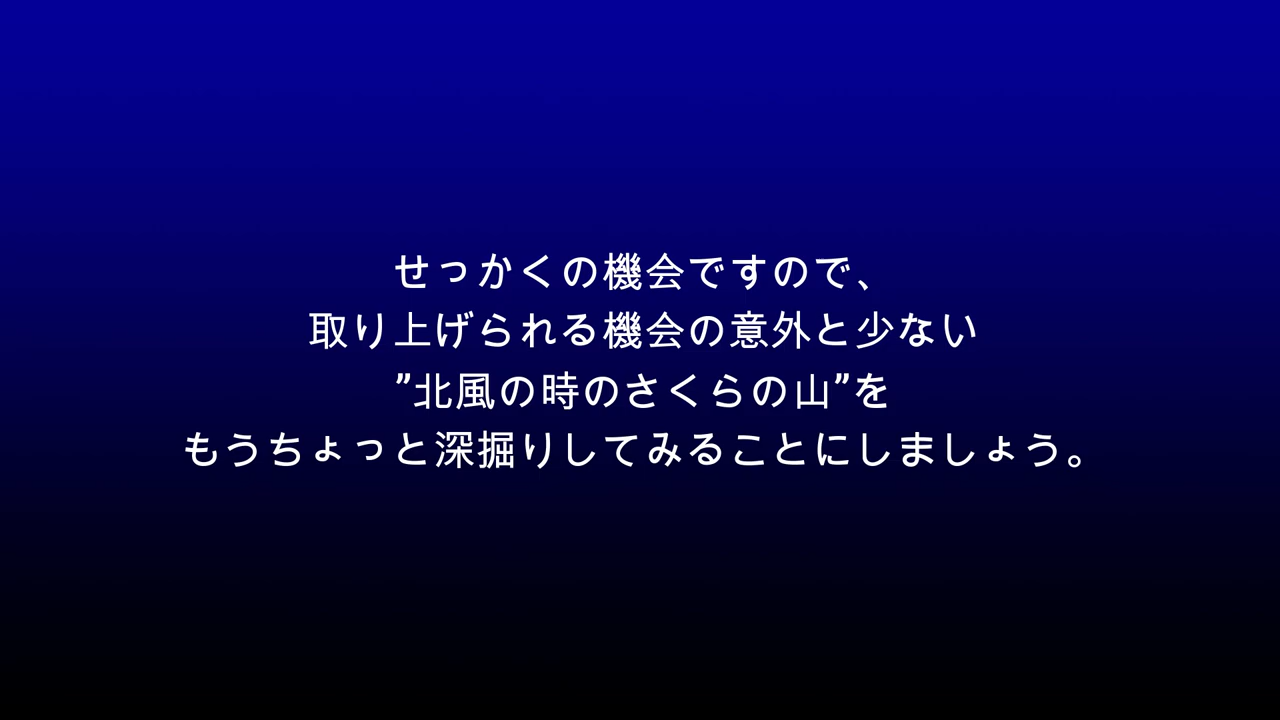 せっかくの機会ですので、
取り上げられる機会の意外と少ない
”北風の時のさくらの山”を
もうちょっと深掘りしてみることにしましょう。